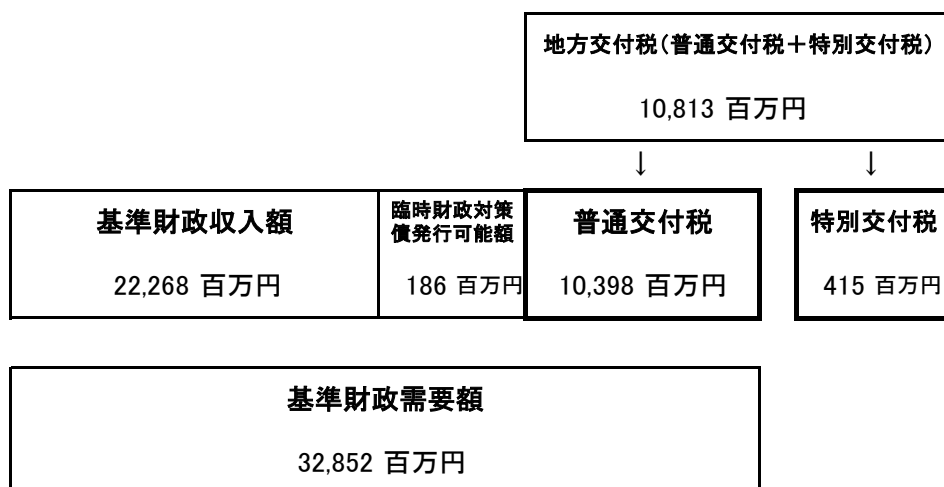 地方交付税（普通交付税＋特別交付税）
10,813 百万円
↓ ↓
基準財政収入額
22,268 百万円
臨時財政対策
債発行可能額
186 百万円
普通交付税
10,398 百万円
特別交付税
415 百万円
基準財政需要額
32,852 百万円